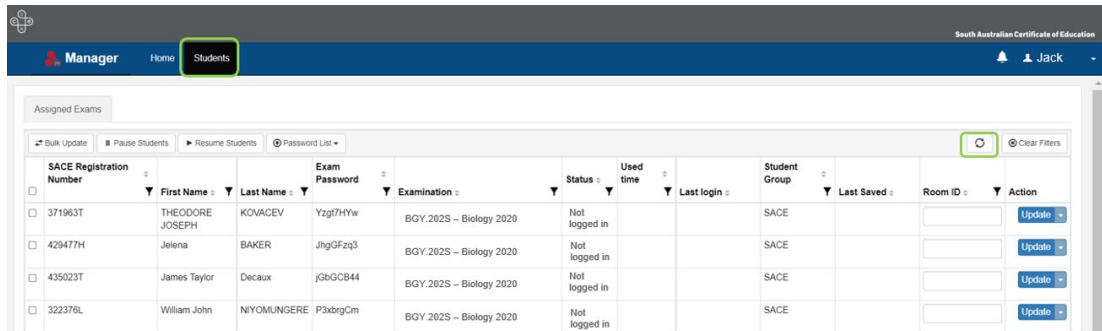 South Australian Certificate of Education
Manager Home Students Jack
Assigned Exams
Bulk Update Pause Students Resume Students Password List Clear Filters
SACE Registration Number First Name Last Name Exam Password Examination Status Used time Last login Student Group Last Saved Room ID Action
371963T THEODORE JOSEPH KOVACEV Yzgt7HYw BGY.202S – Biology 2020 Not logged in SACE Update
429477H Jelena BAKER JhgGFzq3 BGY.202S – Biology 2020 Not logged in SACE Update
435023T James Taylor Decaux jGbGCB44 BGY.202S – Biology 2020 Not logged in SACE Update
322376L William John NIYOMUNGERE P3xbrgCm BGY.202S – Biology 2020 Not logged in SACE Update